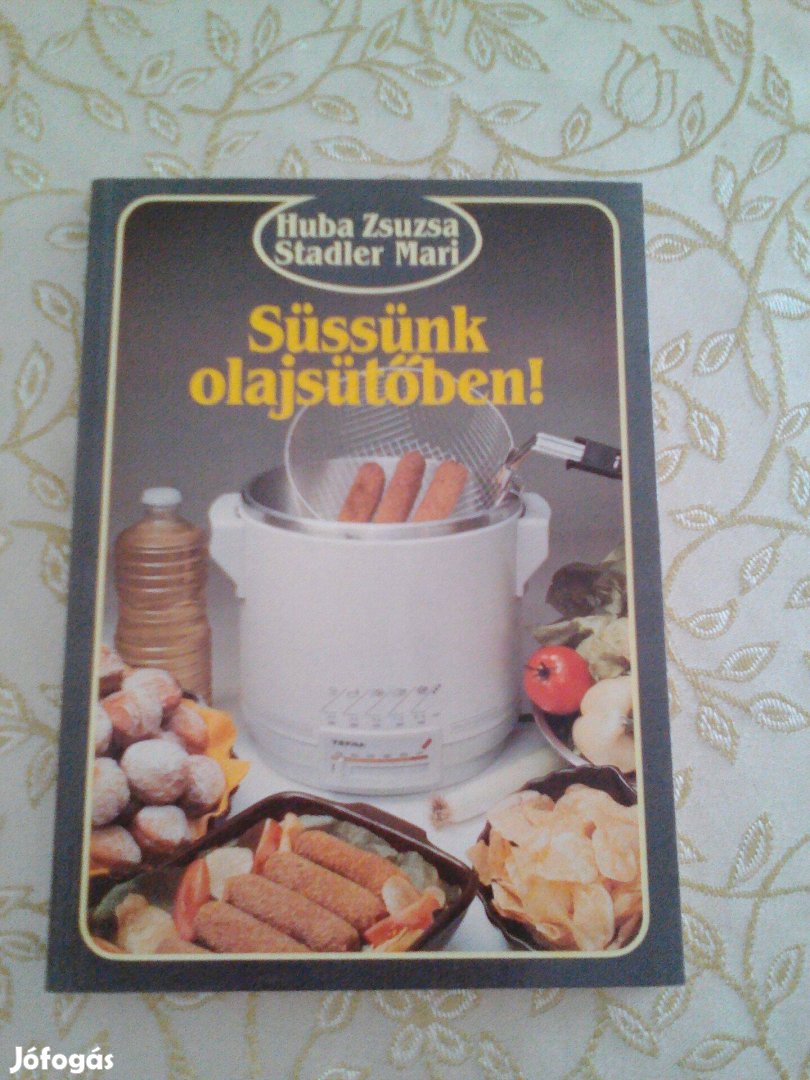 Huba Zsuzsa
Stadler Mari
Süssünk
olajsütőben!
Jófogás